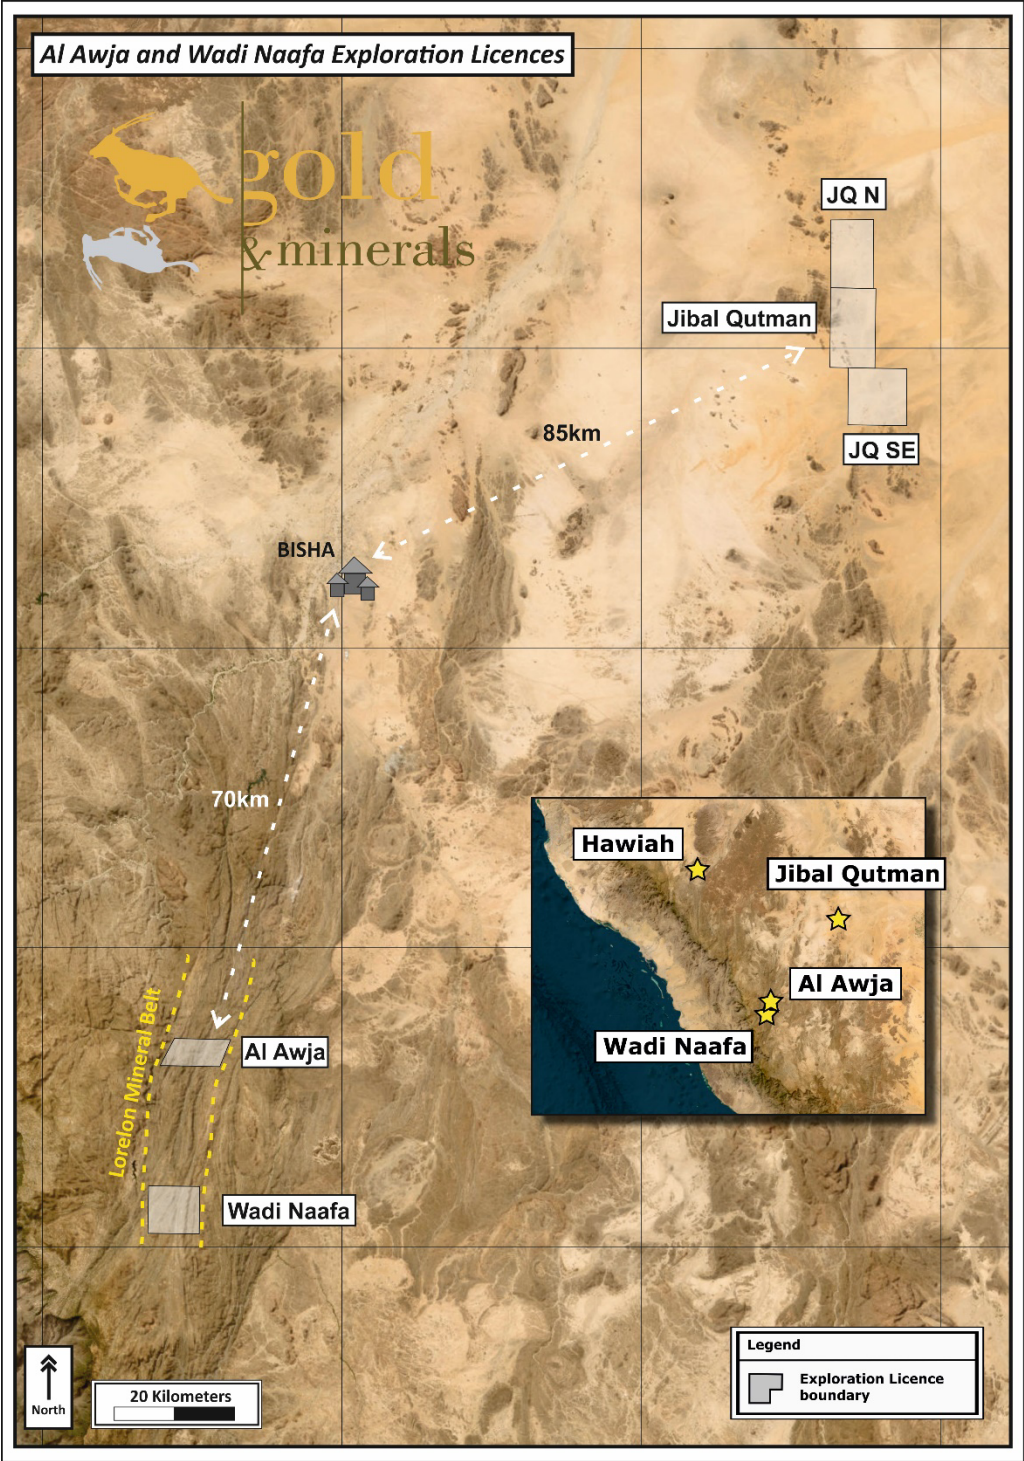 Al Awja and Wadi Naafa Exploration Licences
gold
&minerals
JQ N
Jibal Qutman
85km
JQ SE
BISHA
70km
Hawiah
Jibal Qutman
Al Awja
Wadi Naafa
Lorelon Mineral Belt
Al Awja
Wadi Naafa
Legend
Exploration Licence
boundary
North
20 Kilometers